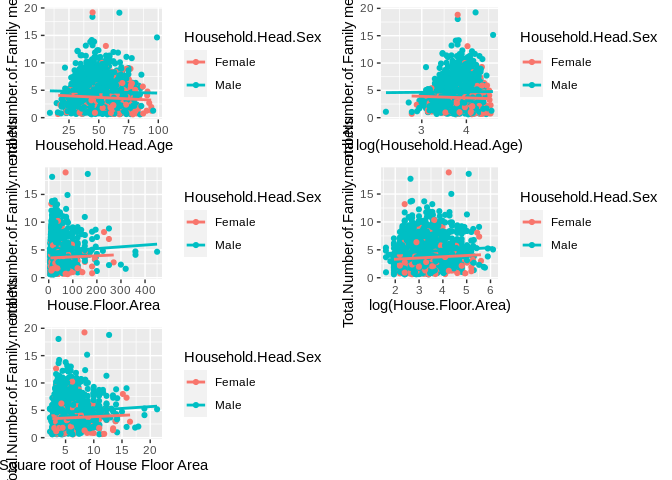 20
15
10
5
0
25 50 75 100
Household.Head.Age
Household.Head.Sex
Female
Male
20
15
10
5
0
3 4
log(Household.Head.Age)
Household.Head.Sex
Female
Male
15
10
5
0
0 100 200 300 400
House.Floor.Area
Household.Head.Sex
Female
Male
Total.Number.of.Family.members
15
10
5
0
2 3 4 5 6
log(House.Floor.Area)
Household.Head.Sex
Female
Male
20
15
10
5
0
5 10 15 20
Square root of House Floor Area
Household.Head.Sex
Female
Male